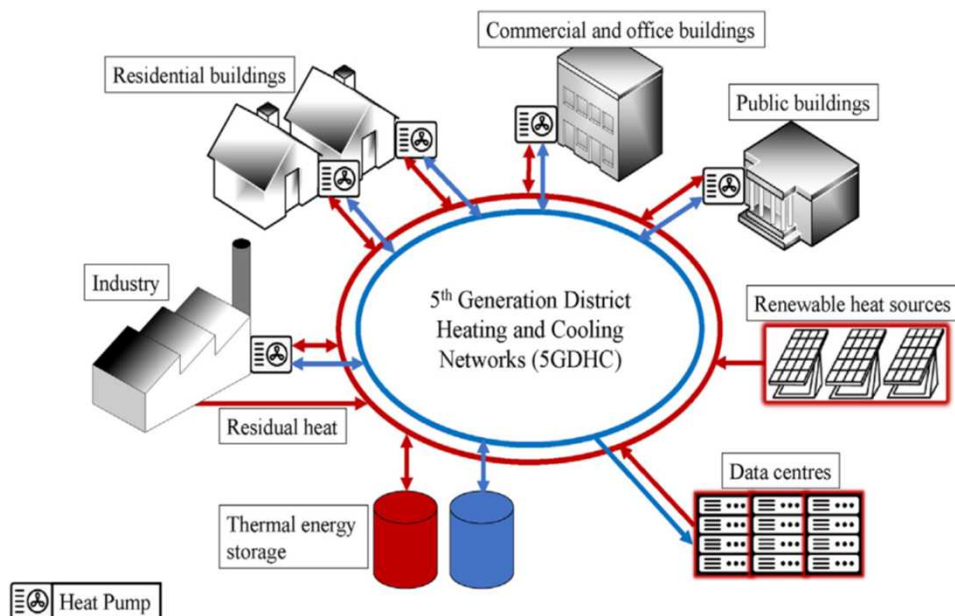 Commercial and office buildings
Residential buildings
Public buildings
Industry
5th Generation District
Heating and Cooling
Networks (5GDHC)
Renewable heat sources
Residual heat
Data centres
Thermal energy
storage
Heat Pump